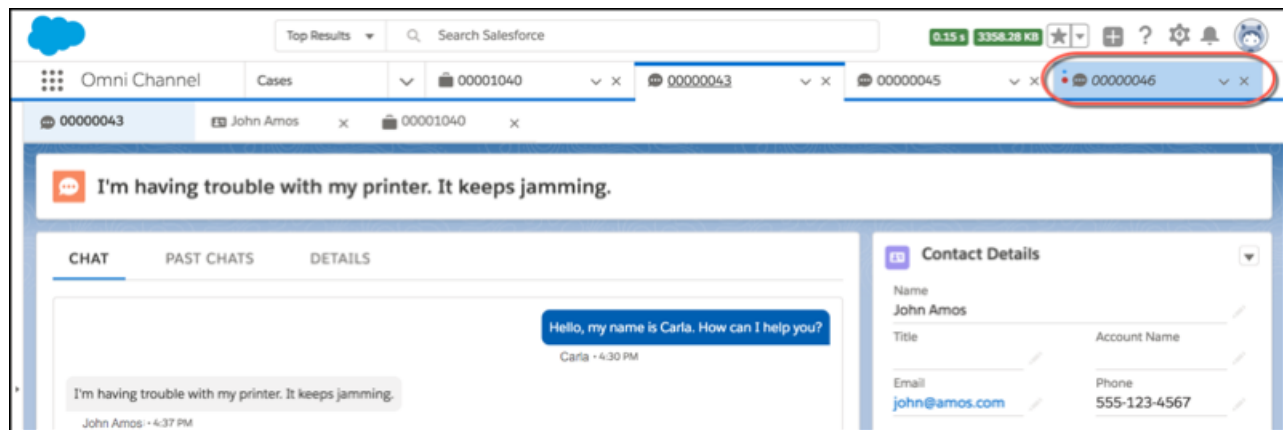 Top Results Search Salesforce 0.15 s 3358.28 KB
Omni Channel Cases 00001040 00000043 00000045 00000046
00000043 John Amos 00001040
I'm having trouble with my printer. It keeps jamming.
CHAT PAST CHATS DETAILS
Contact Details
Name
John Amos
Hello, my name is Carla. How can I help you?
Carla • 4:30 PM
Title Account Name
I'm having trouble with my printer. It keeps jamming.
John Amos • 4:37 PM
Email Phone
john@amos.com 555-123-4567